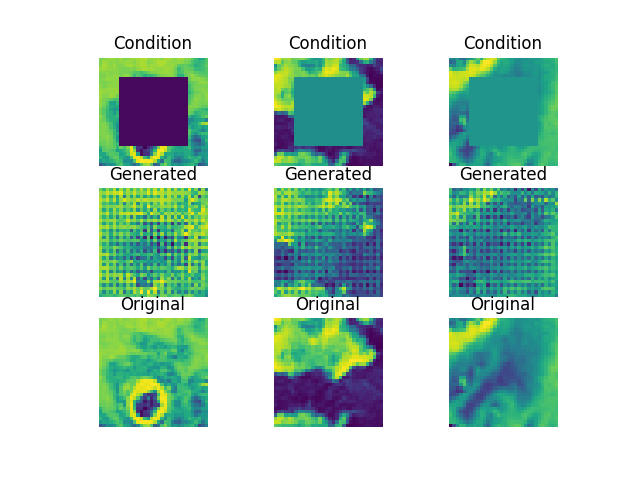 Condition Condition Condition
Generated Generated Generated
Original Original Original